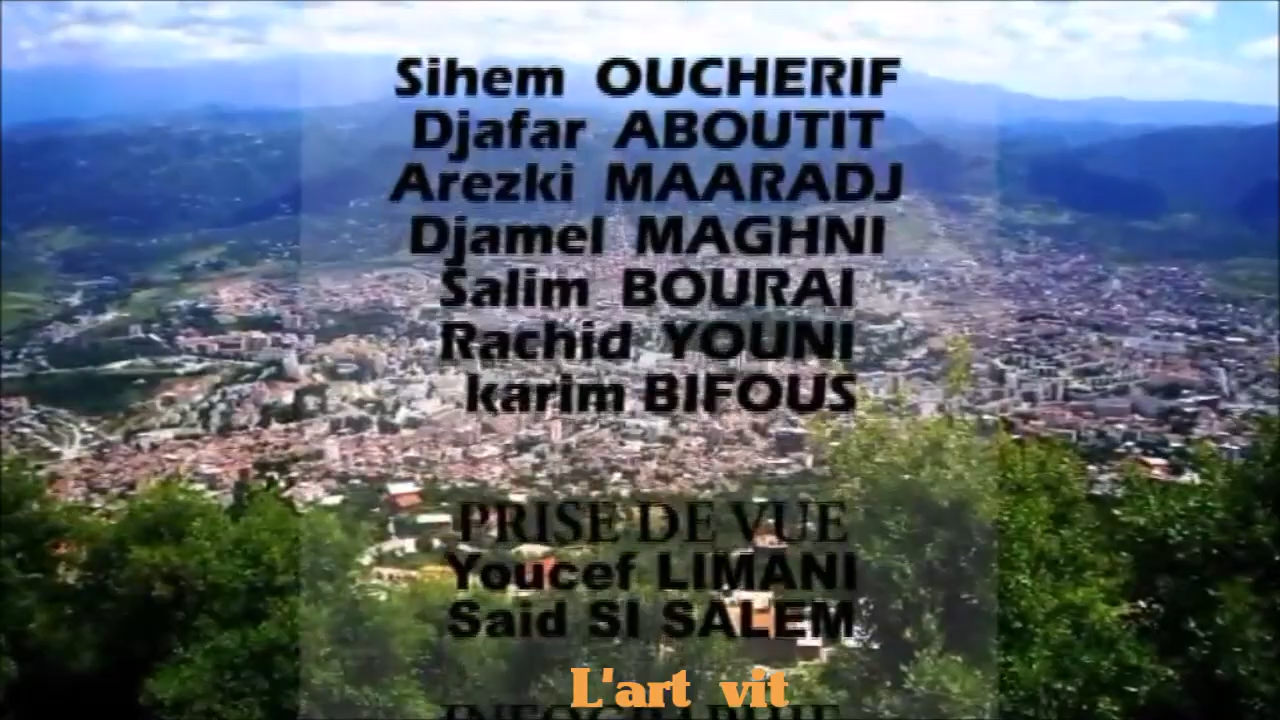 Sihem OUCHERIF
Djafar ABOUTIT
Arezki MAARADJ
Djamel MAGHNI
Salim BOURAI
Rachid YOUNI
karim BIFOUS
PRISE DE VUE
Youcef LIMANI
Said SI SALEM
L'art vit
INFOGRAPHIE